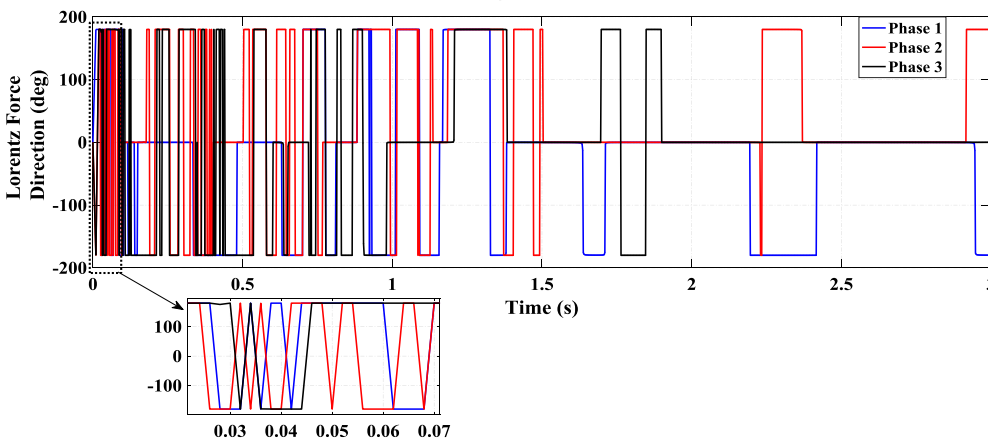 200
100
0
-100
-200
Lorentz Force
Direction (deg)
Phase 1
Phase 2
Phase 3
0 0.5 1 1.5 2 2.5 3
Time (s)
100
0
-100
0.03 0.04 0.05 0.06 0.07